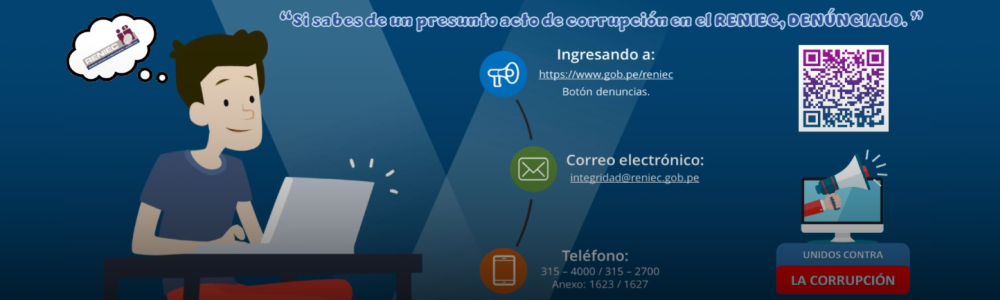 “Si sabes de un presunto acto de corrupción en el RENIEC, DENÚNCIALO.”
RENIEC
Ingresando a:
https://www.gob.pe/reniec
Botón denuncias.
Correo electrónico:
integridad@reniec.gob.pe
Teléfono:
315 – 4000 / 315 – 2700
Anexo: 1623 / 1627
UNIDOS CONTRA
LA CORRUPCIÓN